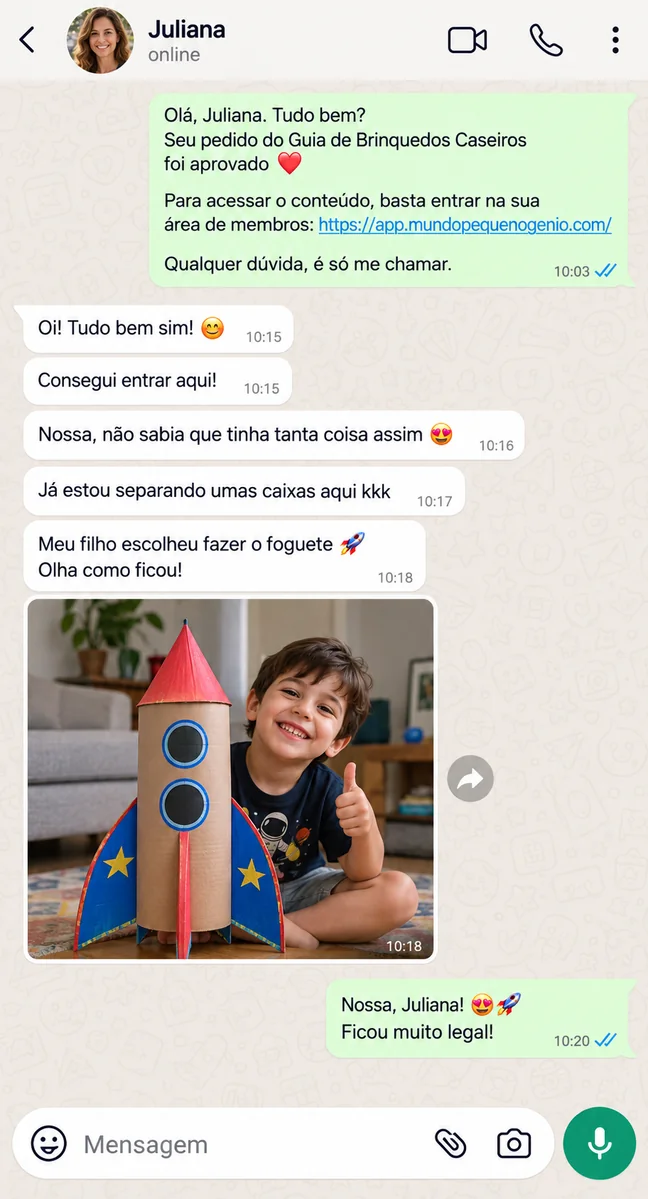 Juliana
online
Olá, Juliana. Tudo bem?
Seu pedido do Guia de Brinquedos Caseiros
foi aprovado ❤️
Para acessar o conteúdo, basta entrar na sua
área de membros: https://app.mundopequenogenio.com/
Qualquer dúvida, é só me chamar.
10:03
Oi! Tudo bem sim! 😊
10:15
Consegui entrar aqui!
10:15
Nossa, não sabia que tinha tanta coisa assim 😍
10:16
Já estou separando umas caixas aqui kkk
10:17
Meu filho escolheu fazer o foguete 🚀
Olha como ficou!
10:18
10:18
Nossa, Juliana! 😍🚀
Ficou muito legal!
10:20
Mensagem